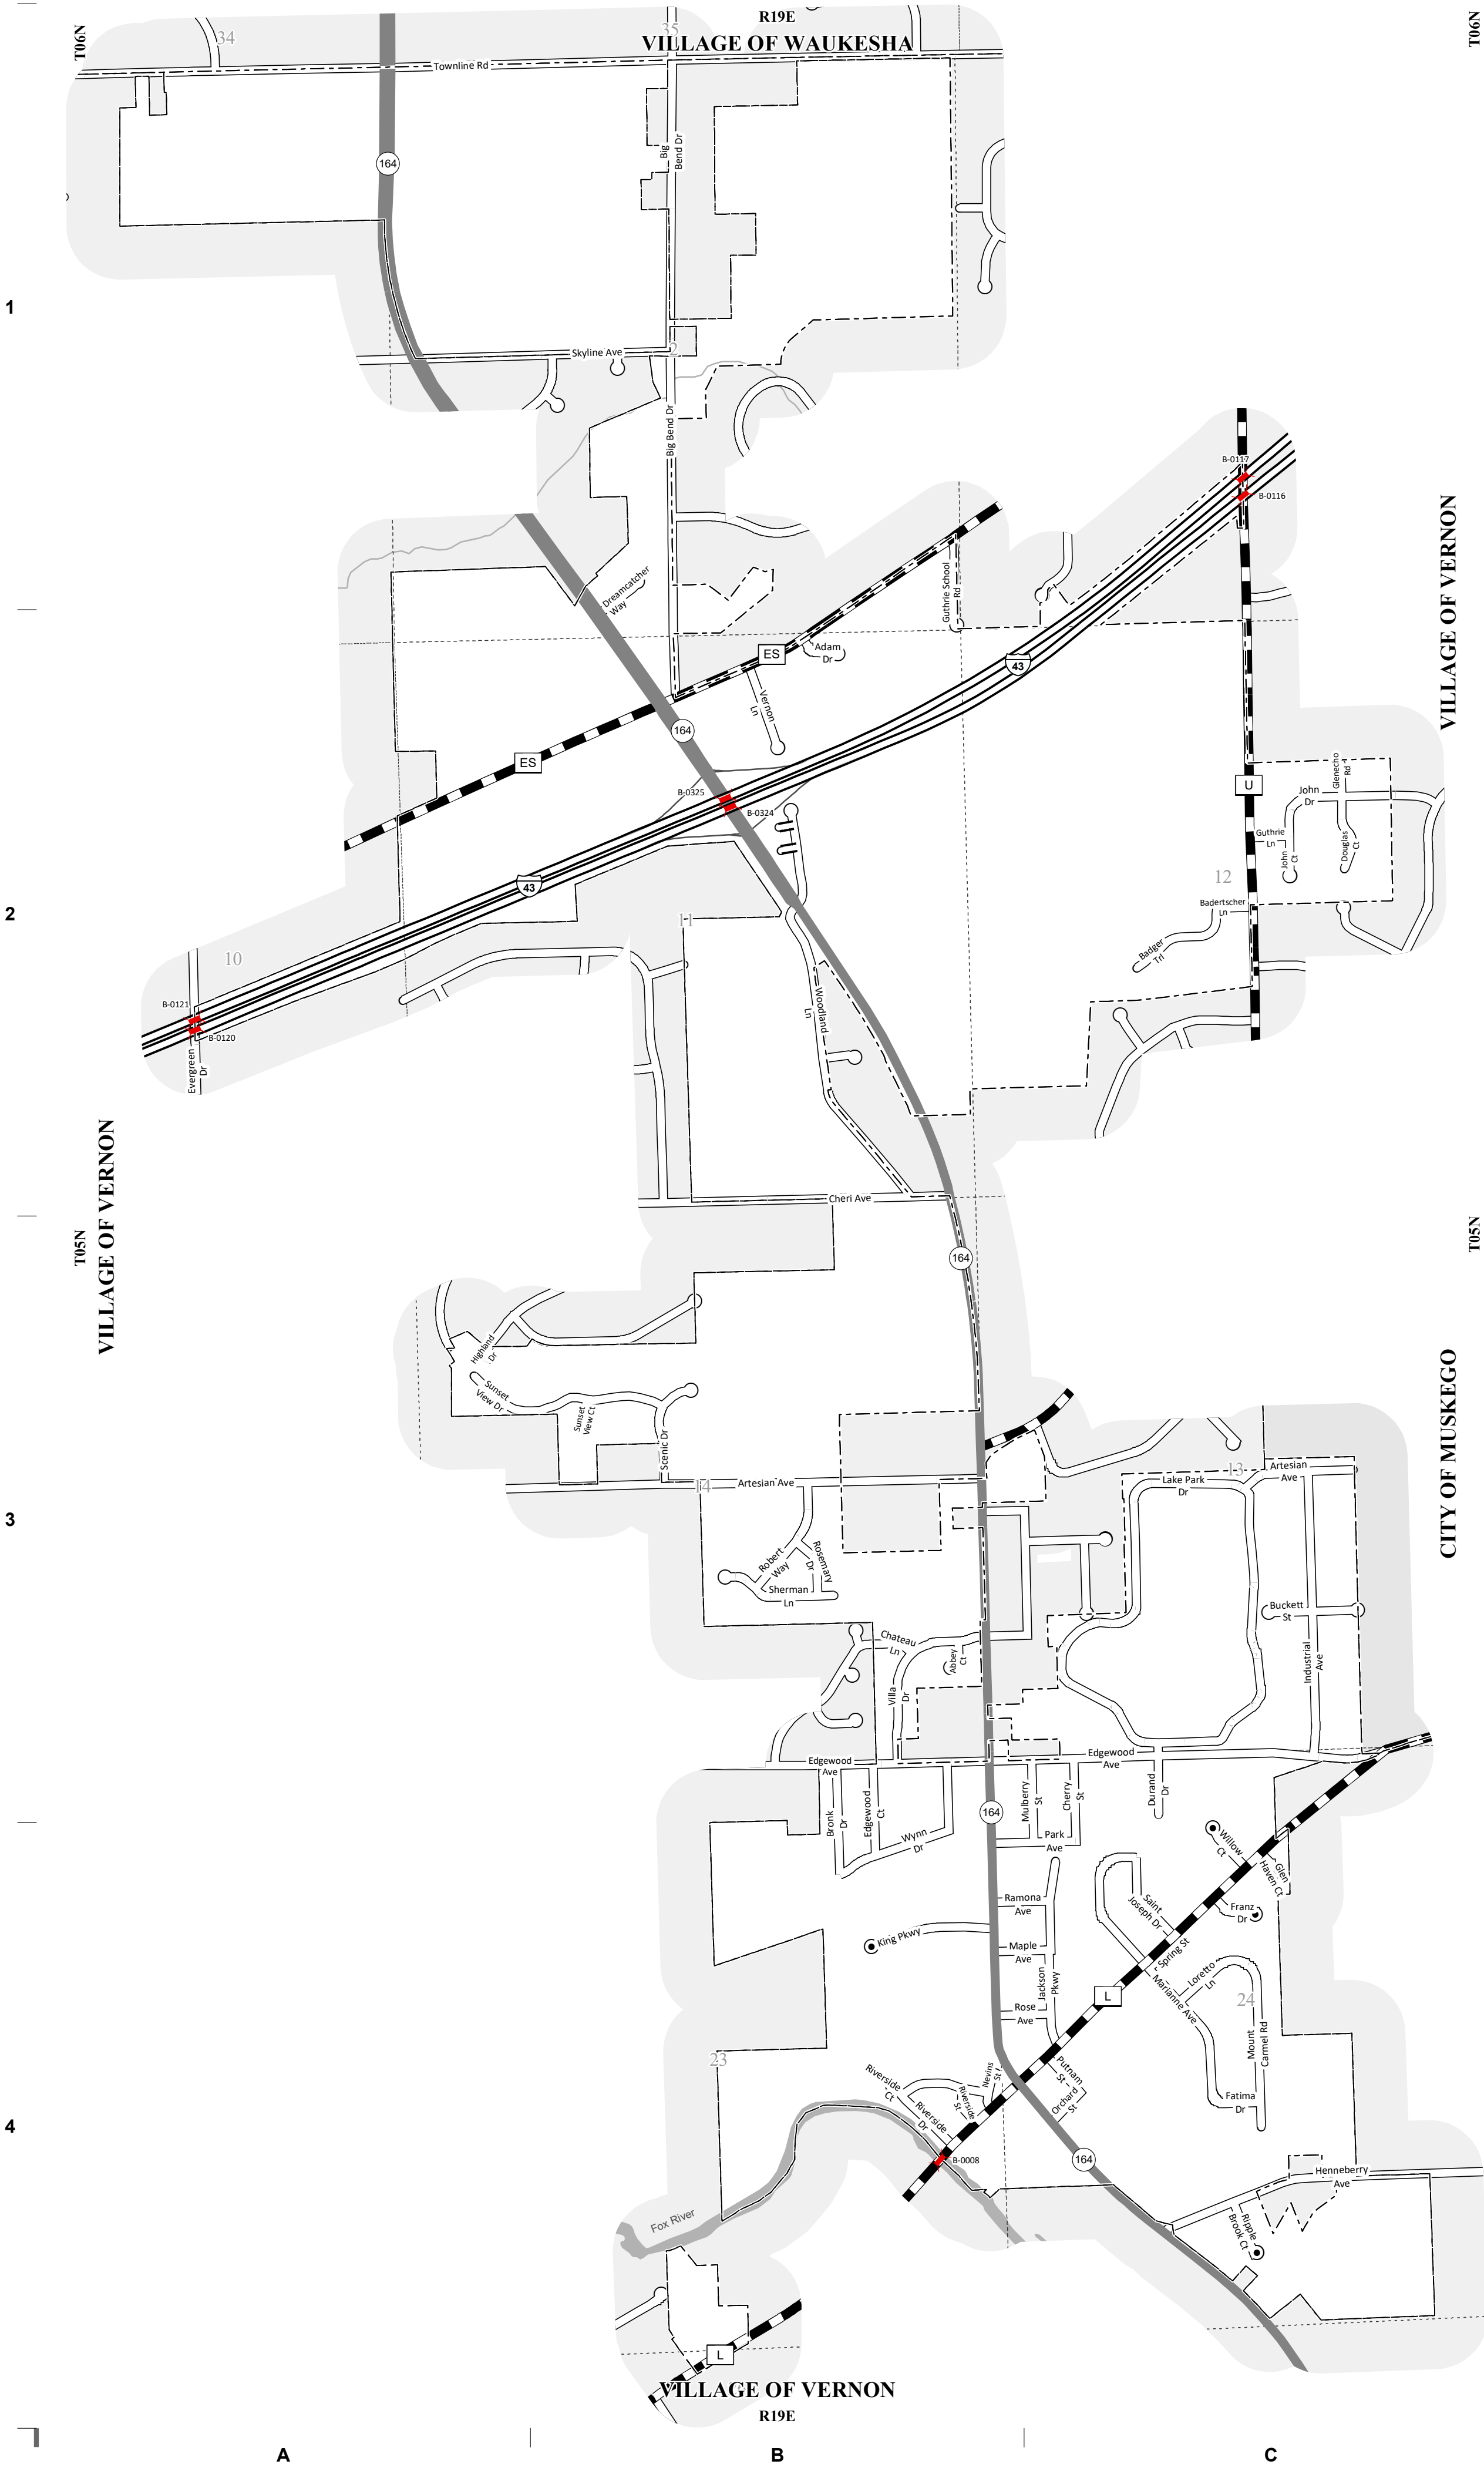 R19E
T06N
T06N
34
35
VILLAGE OF WAUKESHA
Townline Rd
Big
Bend Dr
164
1
Skyline Ave
2
Big Bend Dr
B-0117
B-0116
VILLAGE OF VERNON
Dreamcatcher
Way
Guthrie School
Rd
ES
Adam
Dr
43
Vernon
Ln
164
ES
U
Glenecho
Rd
John
Dr
B-0325
B-0324
Guthrie
Ln
John
Ct
Douglas
Ct
43
12
2
11
Badertscher
Ln
10
Badger
Trl
B-0121
B-0120
Woodland
Ln
Evergreen
Dr
VILLAGE OF VERNON
Cheri Ave
T05N
T05N
164
Highland
Dr
CITY OF MUSKEGO
Sunset
View Dr
Sunset
View Ct
Scenic Dr
14
Artesian Ave
13
Artesian
Ave
Lake Park
Dr
3
Robert
Way
Rosemary
Dr
Sherman
Ln
Buckett
St
Chateau
Ln
Abbey
Ct
Industrial
Ave
Villa
Dr
Edgewood
Ave
Edgewood
Ave
Bronk
Dr
Edgewood
Ct
164
Mulberry
St
Cherry
St
Durand
Dr
Wynn
Dr
Park
Ave
Willow
Ct
Glen
Haven Ct
Ramona
Ave
Saint
Joseph Dr
Franz
Dr
King Pkwy
Maple
Ave
Spring St
Jackson
Pkwy
Loretto
Ln
Marianne Ave
L
24
Rose
Ave
Mount
Carmel Rd
23
Riverside
Ct
Nevins
St
Putnam
St
Riverside
St
Orchard
St
Fatima
Dr
Riverside
Dr
4
B-0008
164
Henneberry
Ave
Fox River
Ripple
Brook Ct
L
VILLAGE OF VERNON
R19E
A
B
C